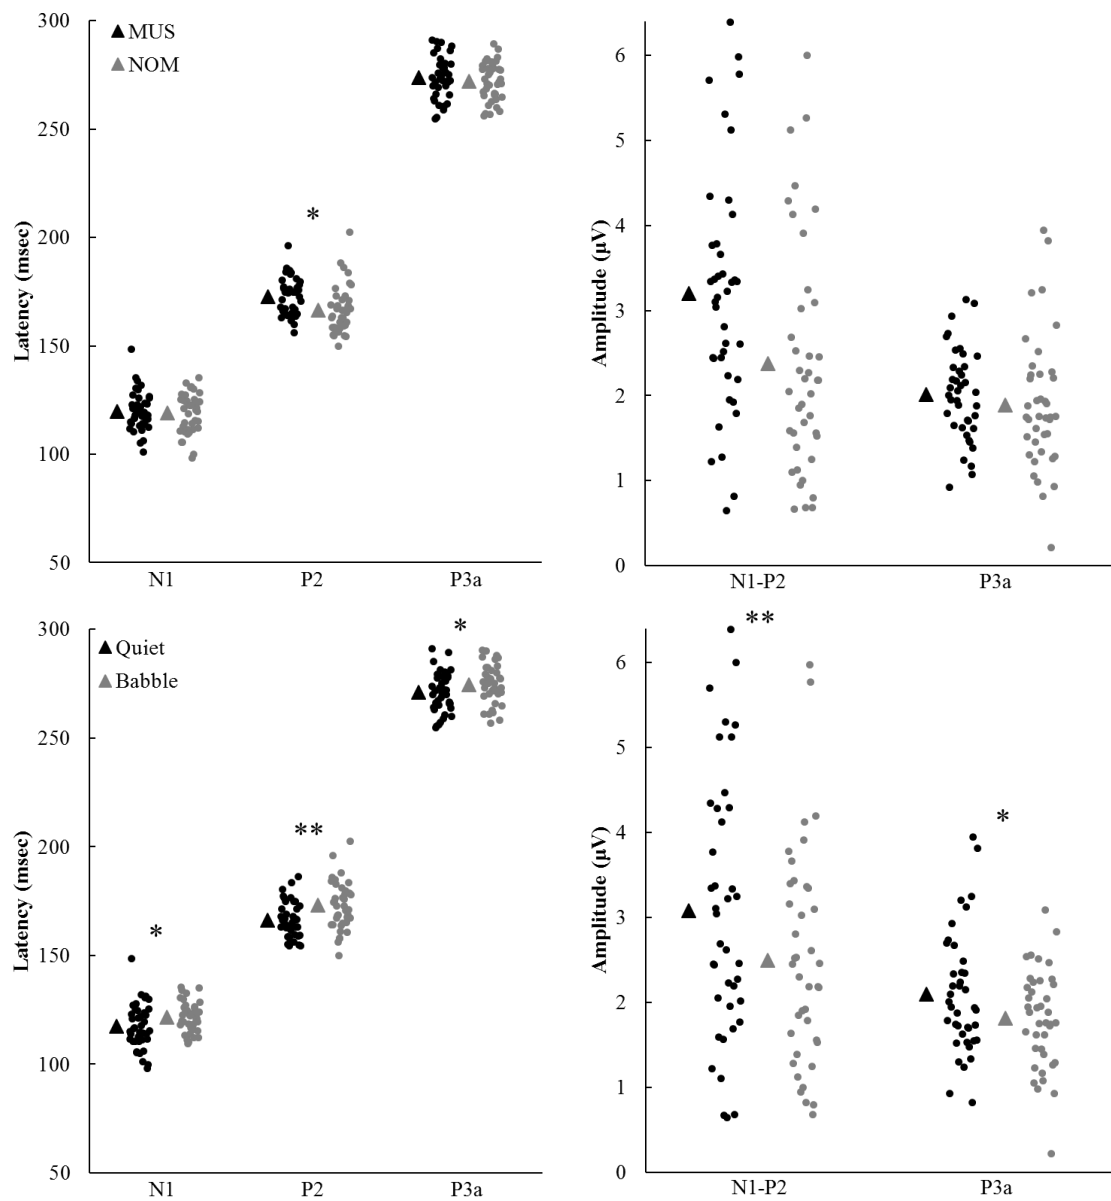 300
250
200
150
100
50
Latency (msec)
▲ MUS
▲ NOM
*
N1
P2
P3a
6
5
4
3
2
1
0
Amplitude (µV)
N1-P2
P3a
300
250
200
150
100
50
Latency (msec)
▲ Quiet
▲ Babble
*
**
*
N1
P2
P3a
6
5
4
3
2
1
0
Amplitude (µV)
**
*
N1-P2
P3a